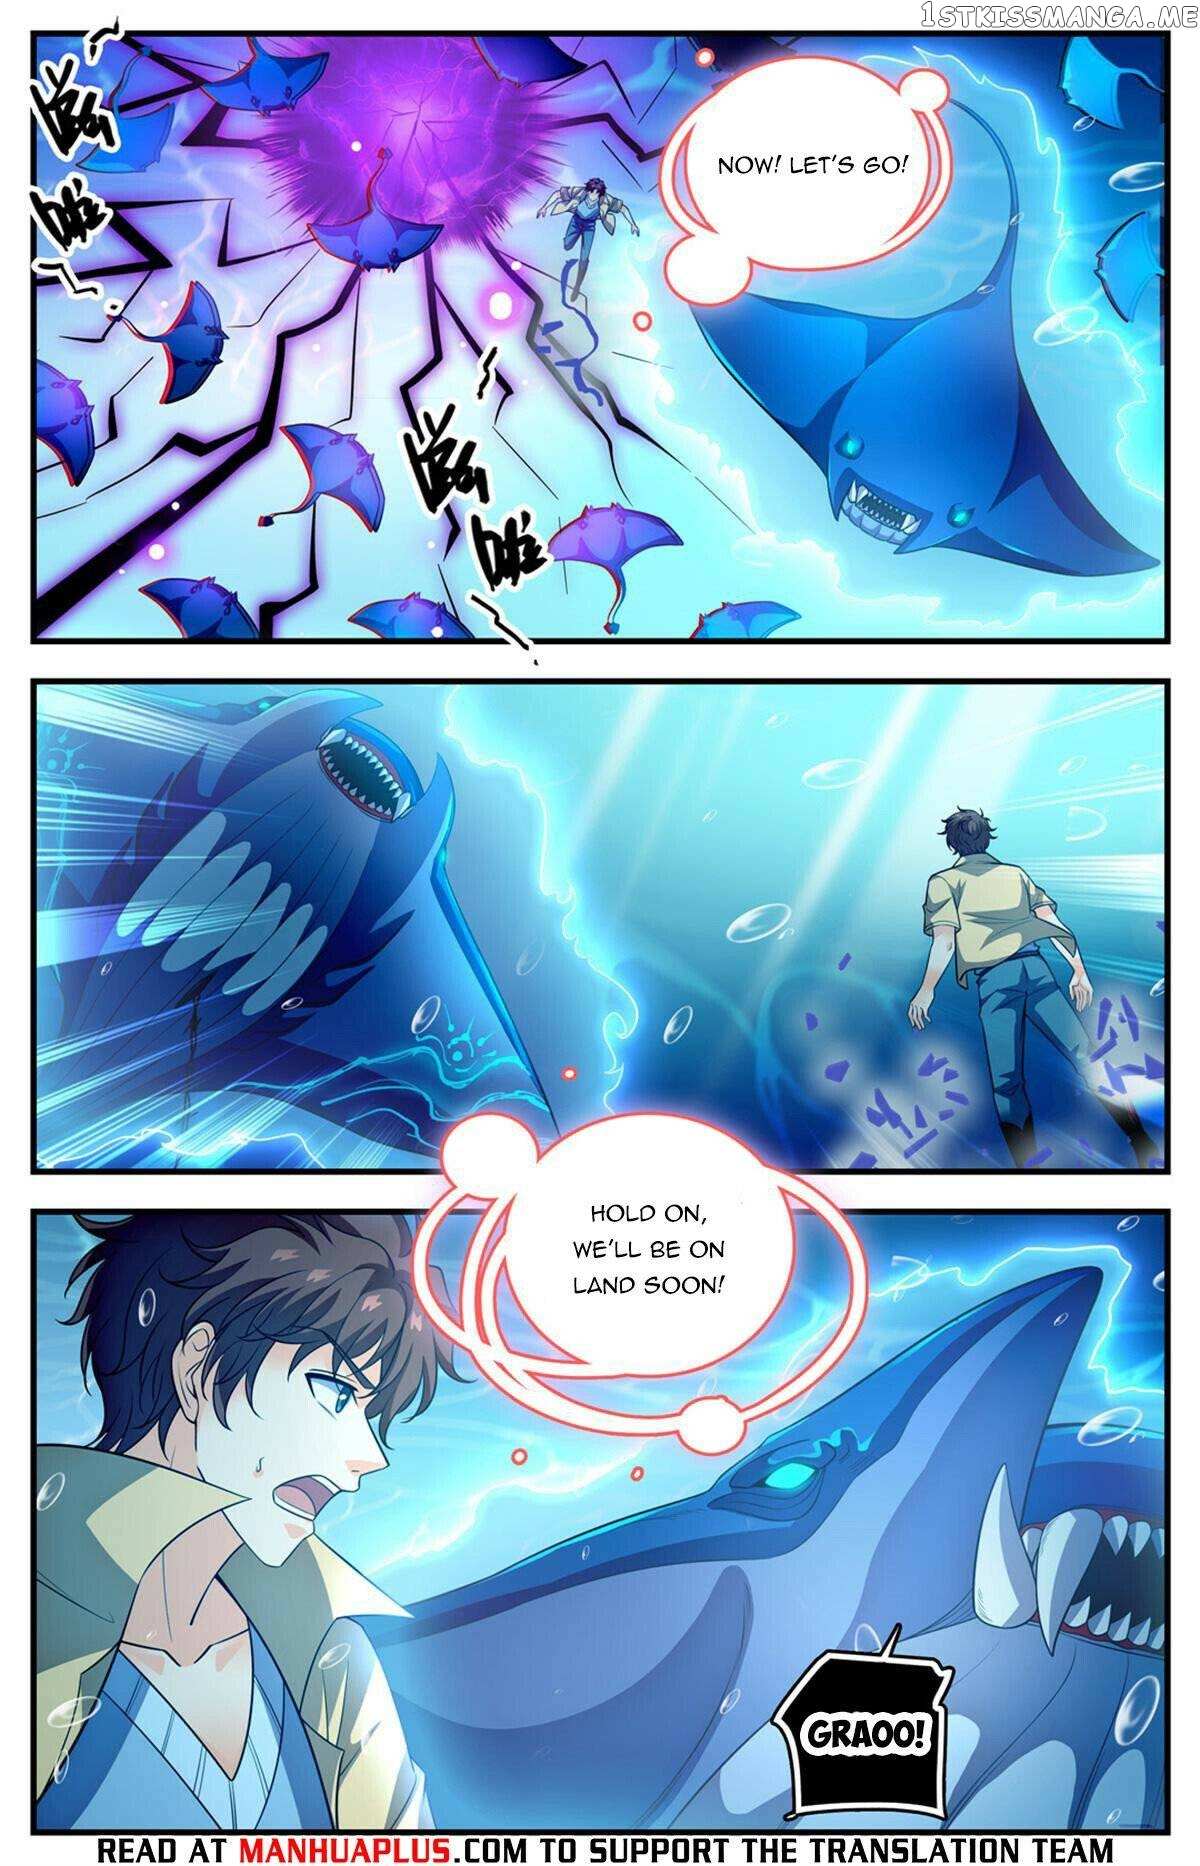 1STKISSMANGA.ME
NOW! LET'S GO!
HOLD ON,
WE'LL BE ON
LAND SOON!
GRAOO!
READ AT MANHUAPLUS.COM TO SUPPORT THE TRANSLATION TEAM